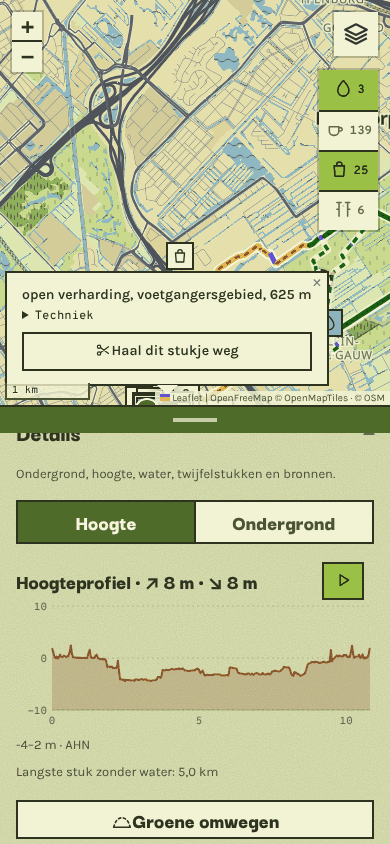 +
−
3
139
25
6
open verharding, voetgangersgebied, 625 m
×
▶ Techniek
Haal dit stukje weg
GAUW
1 km
Leaflet | OpenFreeMap © OpenMapTiles · © OSM
Details
Ondergrond, hoogte, water, twijfelstukken en bronnen.
Hoogte
Ondergrond
Hoogteprofiel · ↗ 8 m · ↘ 8 m
10
0
−10
0
5
10
-4–2 m · AHN
Langste stuk zonder water: 5,0 km
Groene omwegen